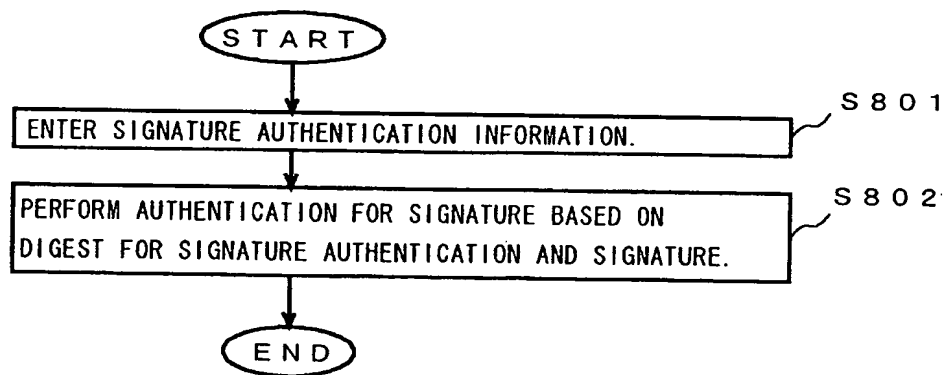 START
S801
ENTER SIGNATURE AUTHENTICATION INFORMATION.
S802
PERFORM AUTHENTICATION FOR SIGNATURE BASED ON
DIGEST FOR SIGNATURE AUTHENTICATION AND SIGNATURE.
END